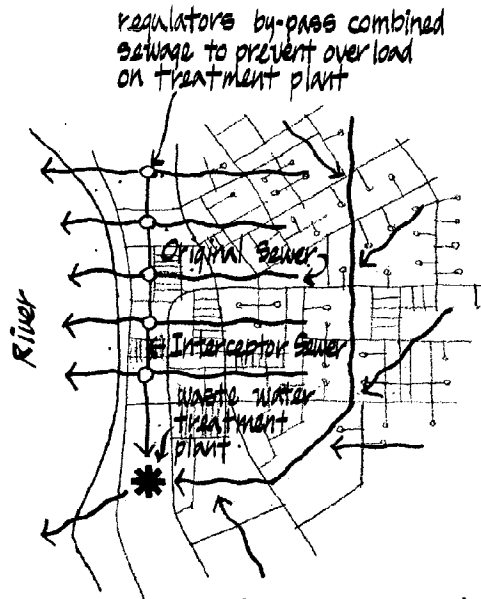 regulators by-pass combined
sewage to prevent overload
on treatment plant
Original Sewer
River
Interceptor Sewer
waste water
treatment
plant